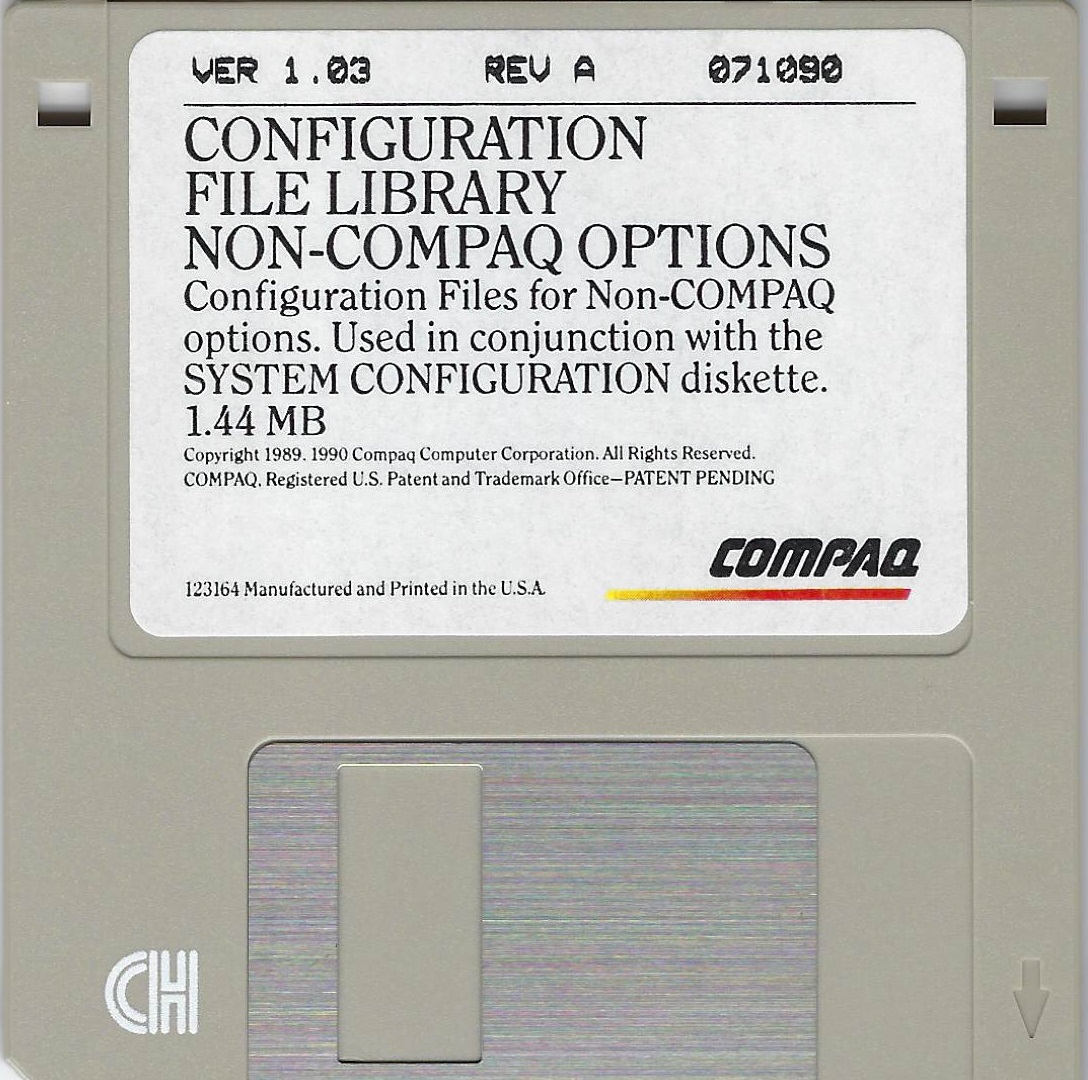 VER 1.03 REV A 071090
CONFIGURATION
FILE LIBRARY
NON-COMPAQ OPTIONS
Configuration Files for Non-COMPAQ
options. Used in conjunction with the
SYSTEM CONFIGURATION diskette.
1.44 MB
Copyright 1989, 1990 Compaq Computer Corporation. All Rights Reserved.
COMPAQ, Registered U.S. Patent and Trademark Office—PATENT PENDING
COMPAQ
123164 Manufactured and Printed in the U.S.A.
CH